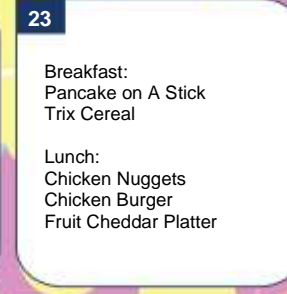 23
Breakfast:
Pancake on A Stick
Trix Cereal
Lunch:
Chicken Nuggets
Chicken Burger
Fruit Cheddar Platter